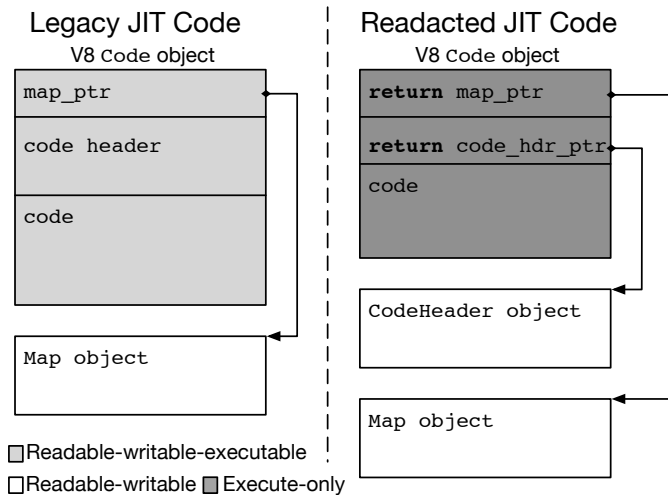 Legacy JIT Code
V8 Code object
map_ptr
code header
code
Map object
Readacted JIT Code
V8 Code object
return map_ptr
return code_hdr_ptr
code
CodeHeader object
Map object
Readable-writable-executable
Readable-writable
Execute-only